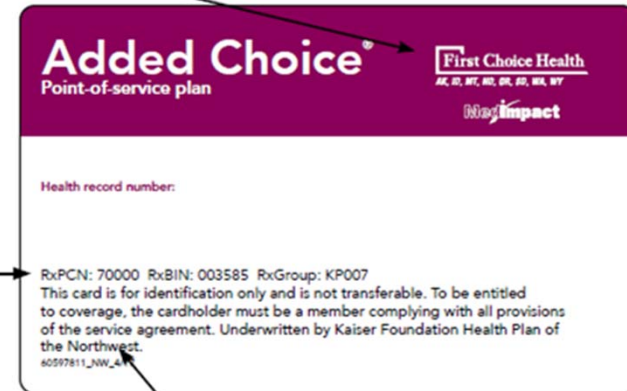 Added Choice®
Point-of-service plan
First Choice Health
AK, ID, MT, ND, OR, SD, WA, WY
MedImpact
Health record number:
RxPCN: 70000 RxBIN: 003585 RxGroup: KP007
This card is for identification only and is not transferable. To be entitled
to coverage, the cardholder must be a member complying with all provisions
of the service agreement. Underwritten by Kaiser Foundation Health Plan of
the Northwest.